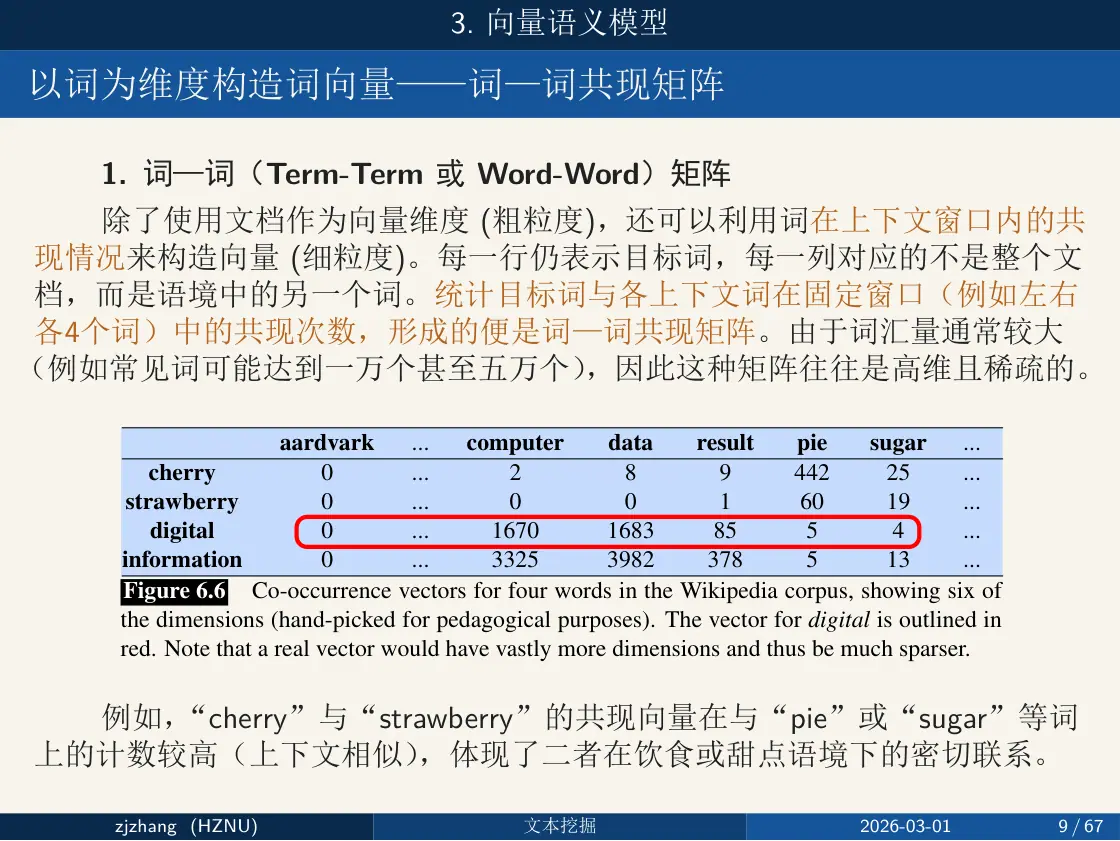 3. 向量语义模型
以词为维度构造词向量——词—词共现矩阵
1. 词—词（Term-Term 或 Word-Word）矩阵
除了使用文档作为向量维度 (粗粒度)，还可以利用词在上下文窗口内的共
现情况来构造向量 (细粒度)。每一行仍表示目标词，每一列对应的不是整个文
档，而是语境中的另一个词。统计目标词与各上下文词在固定窗口（例如左右
各4个词）中的共现次数，形成的便是词—词共现矩阵。由于词汇量通常较大
（例如常见词可能达到一万个甚至五万个），因此这种矩阵往往是高维且稀疏的。
aardvark ... computer data result pie sugar ...
cherry 0 ... 2 8 9 442 25 ...
strawberry 0 ... 0 0 1 60 19 ...
digital 0 ... 1670 1683 85 5 4 ...
information 0 ... 3325 3982 378 5 13 ...
Figure 6.6 Co-occurrence vectors for four words in the Wikipedia corpus, showing six of
the dimensions (hand-picked for pedagogical purposes). The vector for digital is outlined in
red. Note that a real vector would have vastly more dimensions and thus be much sparser.
例如，“cherry”与“strawberry”的共现向量在与“pie”或“sugar”等词
上的计数较高（上下文相似），体现了二者在饮食或甜点语境下的密切联系。
zjzhang (HZNU) 文本挖掘 2026-03-01 9 / 67